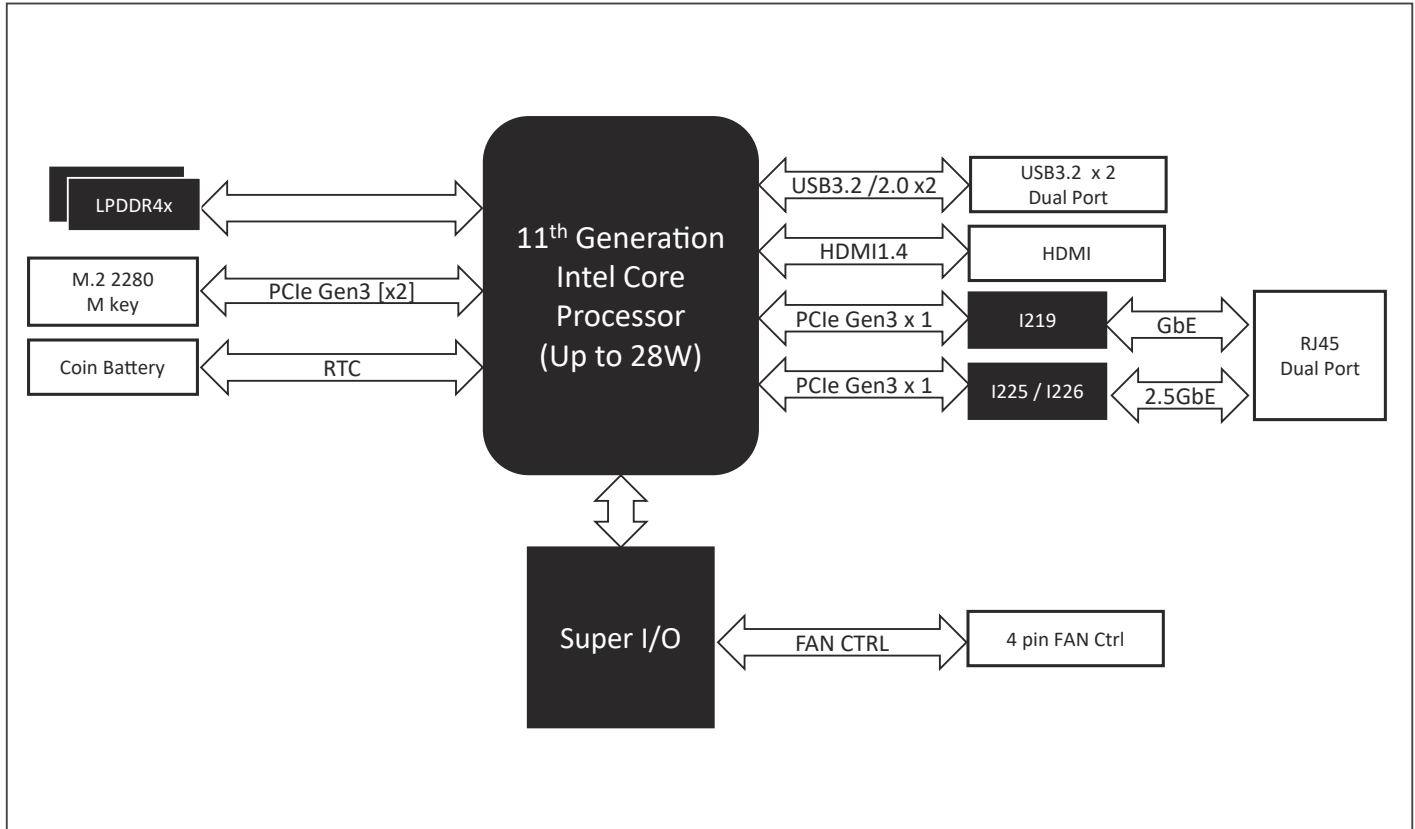 LPDDR4x
M.2 2280
M key
PCIe Gen3 [x2]
Coin Battery
RTC
11th Generation
Intel Core
Processor
(Up to 28W)
USB3.2 /2.0 x2
USB3.2 x 2
Dual Port
HDMI1.4
HDMI
PCIe Gen3 x 1
I219
GbE
PCIe Gen3 x 1
I225 / I226
2.5GbE
RJ45
Dual Port
Super I/O
FAN CTRL
4 pin FAN Ctrl